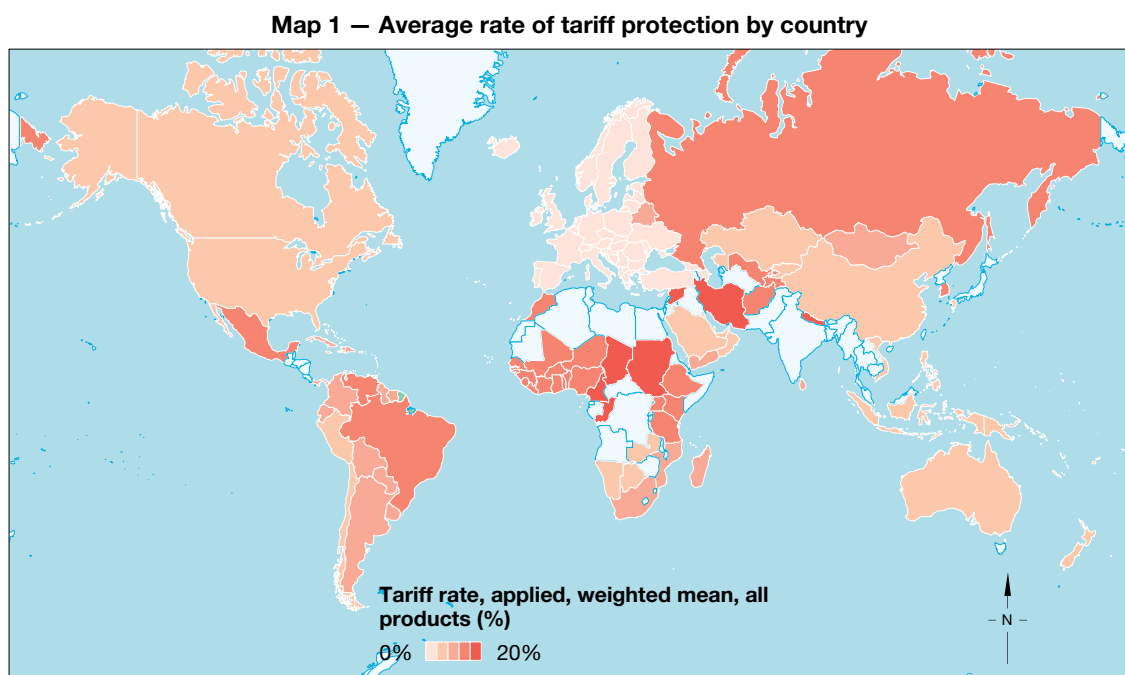 Map 1 — Average rate of tariff protection by country
Tariff rate, applied, weighted mean, all
products (%)
0% 20%
– N –